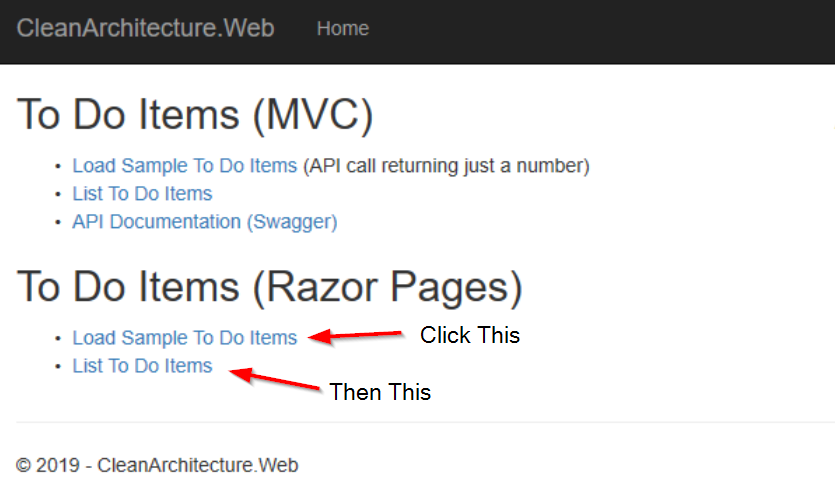 CleanArchitecture.Web Home
To Do Items (MVC)
• Load Sample To Do Items (API call returning just a number)
• List To Do Items
• API Documentation (Swagger)
To Do Items (Razor Pages)
• Load Sample To Do Items Click This
• List To Do Items
Then This
© 2019 - CleanArchitecture.Web